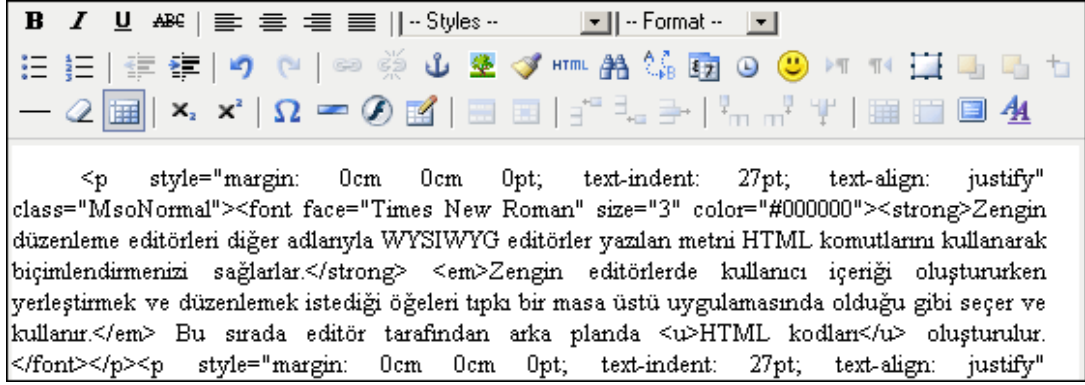 B I U ABC -- Styles -- -- Format --
HTML
<p style="margin: 0cm 0cm 0pt; text-indent: 27pt; text-align: justify"
class="MsoNormal"><font face="Times New Roman" size="3" color="#000000"><strong>Zengin
düzenleme editörleri diğer adlarıyla WYSIWYG editörler yazılan metni HTML komutlarını kullanarak
biçimlendirmenizi sağlarlar.</strong> <em>Zengin editörlerde kullanıcı içeriği oluştururken
yerleştirmek ve düzenlemek istediği öğeleri tıpkı bir masa üstü uygulamasında olduğu gibi seçer ve
kullanır.</em> Bu sırada editör tarafından arka planda <u>HTML kodları</u> oluşturulur.
</font></p><p style="margin: 0cm 0cm 0pt; text-indent: 27pt; text-align: justify"